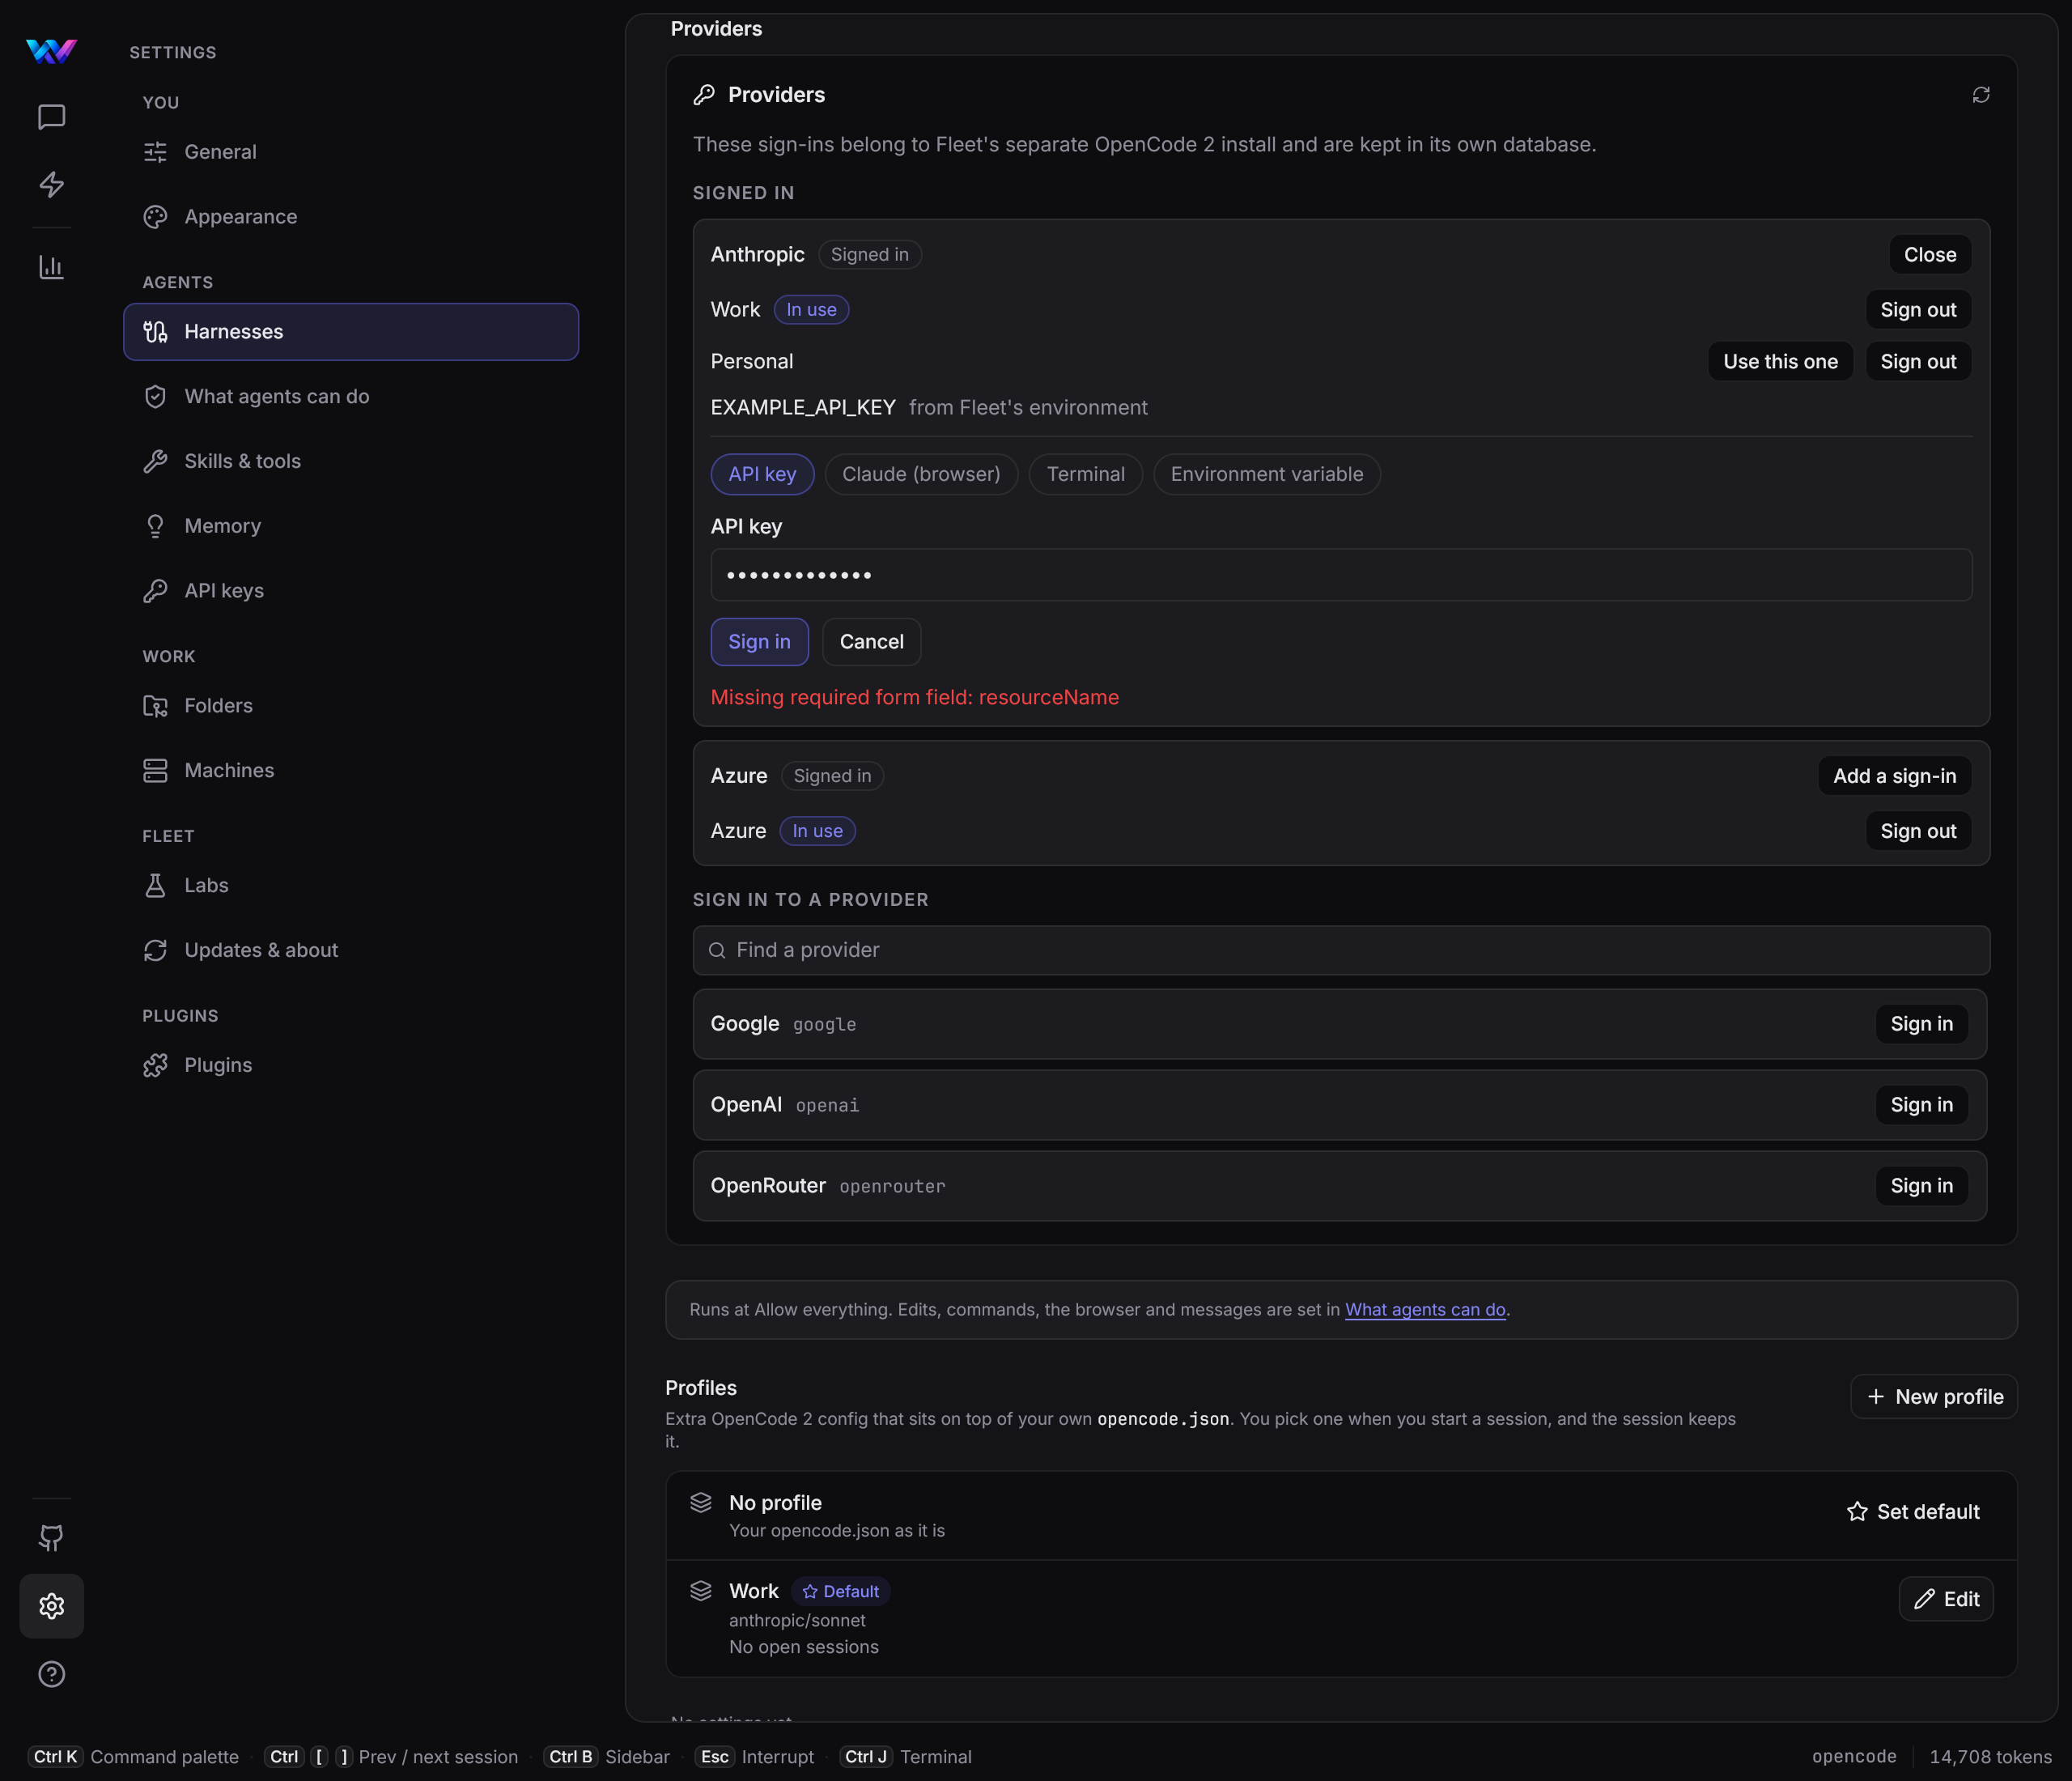 SETTINGS
YOU
General
Appearance
AGENTS
Harnesses
What agents can do
Skills & tools
Memory
API keys
WORK
Folders
Machines
FLEET
Labs
Updates & about
PLUGINS
Plugins
Providers
Providers
These sign-ins belong to Fleet's separate OpenCode 2 install and are kept in its own database.
SIGNED IN
Anthropic Signed in Close
Work In use Sign out
Personal Use this one Sign out
EXAMPLE_API_KEY from Fleet's environment
API key Claude (browser) Terminal Environment variable
API key
•••••••••••••
Sign in Cancel
Missing required form field: resourceName
Azure Signed in Add a sign-in
Azure In use Sign out
SIGN IN TO A PROVIDER
Find a provider
Google google Sign in
OpenAI openai Sign in
OpenRouter openrouter Sign in
Runs at Allow everything. Edits, commands, the browser and messages are set in What agents can do.
Profiles
New profile
Extra OpenCode 2 config that sits on top of your own opencode.json. You pick one when you start a session, and the session keeps
it.
No profile
Your opencode.json as it is
Set default
Work Default
anthropic/sonnet
No open sessions
Edit
Ctrl K Command palette · Ctrl [ ] Prev / next session · Ctrl B Sidebar · Esc Interrupt · Ctrl J Terminal
opencode 14,708 tokens